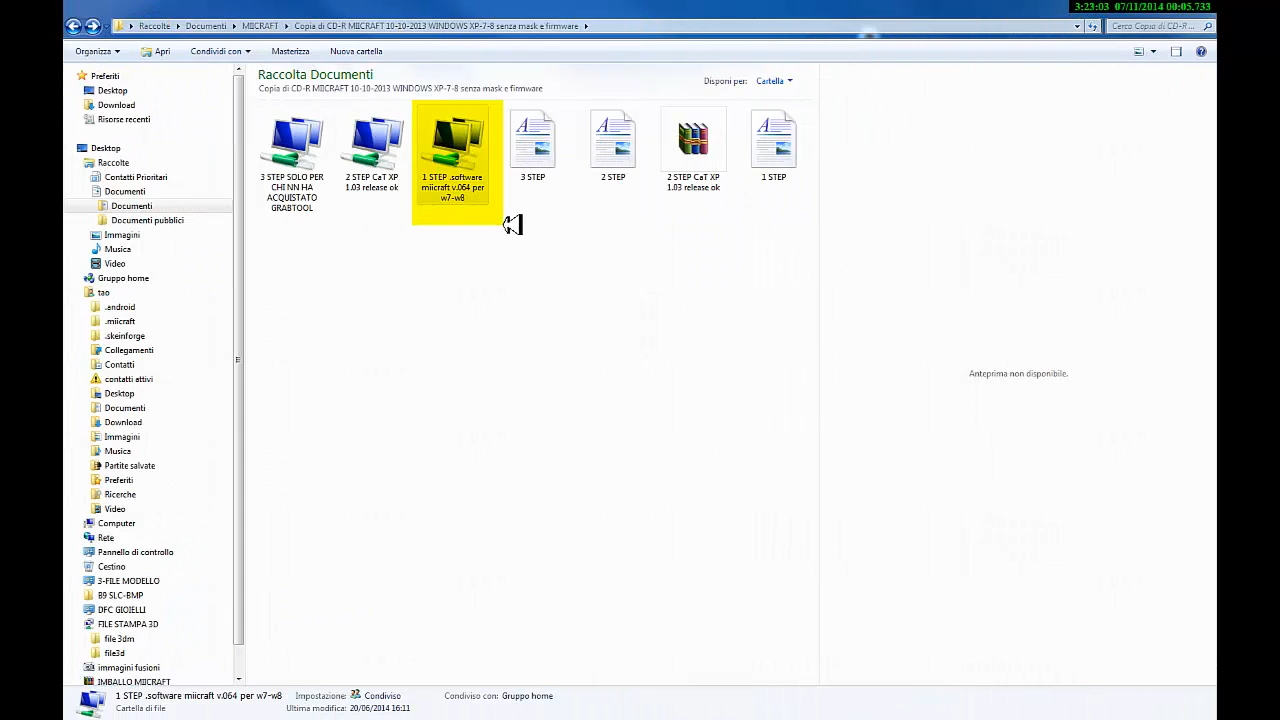 3:23:03 07/11/2014 00:05.733
Raccolte
Documenti
MIICRAFT
Copia di CD-R MIICRAFT 10-10-2013 WINDOWS XP-7-8 senza mask e firmware
Cerca Copia di CD-R ...
Organizza
Apri
Condividi con
Masterizza
Nuova cartella
Preferiti
Desktop
Download
Risorse recenti
Desktop
Raccolte
Contatti Prioritari
Documenti
Documenti
Documenti pubblici
Immagini
Musica
Video
Gruppo home
tao
.android
.miicraft
.skeinforge
Collegamenti
Contatti
contatti attivi
Desktop
Documenti
Download
Immagini
Musica
Partite salvate
Preferiti
Ricerche
Video
Computer
Rete
Pannello di controllo
Cestino
3-FILE MODELLO
B9 SLC-BMP
DFC GIOIELLI
FILE STAMPA 3D
file 3dm
file3d
immagini fusioni
IMBALLO MIICRAFT
Raccolta Documenti
Copia di CD-R MIICRAFT 10-10-2013 WINDOWS XP-7-8 senza mask e firmware
Disponi per:
Cartella
3 STEP SOLO PER
CHI NN HA
ACQUISTATO
GRABTOOL
2 STEP CaT XP
1.03 release ok
1 STEP .software
miicraft v.064 per
w7-w8
3 STEP
2 STEP
2 STEP CaT XP
1.03 release ok
1 STEP
Anteprima non disponibile.
1 STEP .software miicraft v.064 per w7-w8
Impostazione:
Condiviso
Condiviso con:
Gruppo home
Cartella di file
Ultima modifica: 20/06/2014 16:11